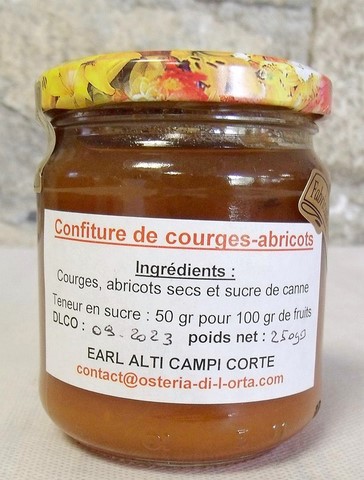 Confiture de courges-abricots
Ingrédients :
Courges, abricots secs et sucre de canne
Teneur en sucre : 50 gr pour 100 gr de fruits
DLCO : 09.2023 poids net : 250g
EARL ALTI CAMPI CORTE
contact@osteria-di-l-orta.com